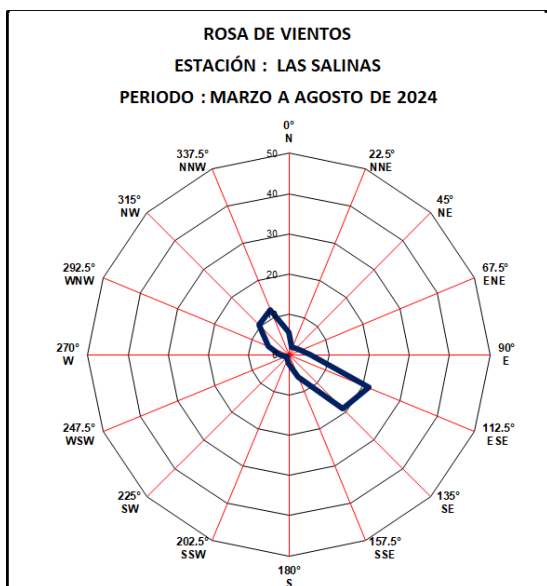 ROSA DE VIENTOS
ESTACIÓN : LAS SALINAS
PERIODO : MARZO A AGOSTO DE 2024
0°
N
337.5°
NNW
22.5°
NNE
50
315°
NW
45°
NE
40
30
292.5°
WNW
67.5°
ENE
20
270°
W
0
90°
E
247.5°
WSW
112.5°
ESE
225°
SW
135°
SE
202.5°
SSW
157.5°
SSE
180°
S